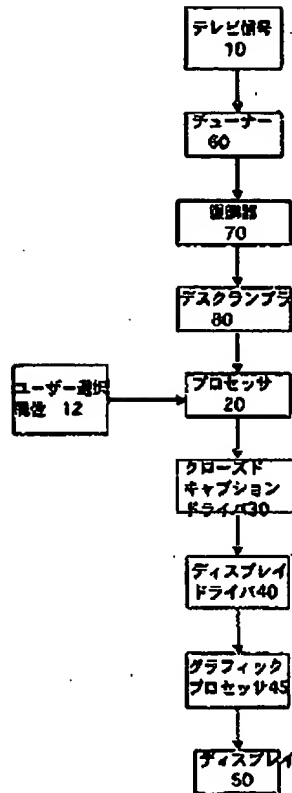 テレビ信号
10
チューナー
60
復調器
70
デスクランブラ
80
ユーザー選択
機能 12
プロセッサ
20
クローズド
キャプション
ドライバ30
ディスプレイ
ドライバ40
グラフィック
プロセッサ45
ディスプレイ
50